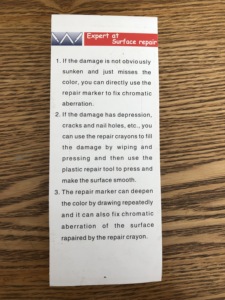 Expert at
Surface repair
1. If the damage is not obviously
sunken and just misses the
color, you can directly use the
repair marker to fix chromatic
aberration.
2. If the damage has depression,
cracks and nail holes, etc., you
can use the repair crayons to fill
the damage by wiping and
pressing and then use the
plastic repair tool to press and
make the surface smooth.
3. The repair marker can deepen
the color by drawing repeatedly
and it can also fix chromatic
aberration of the surface
rapaired by the repair crayon.